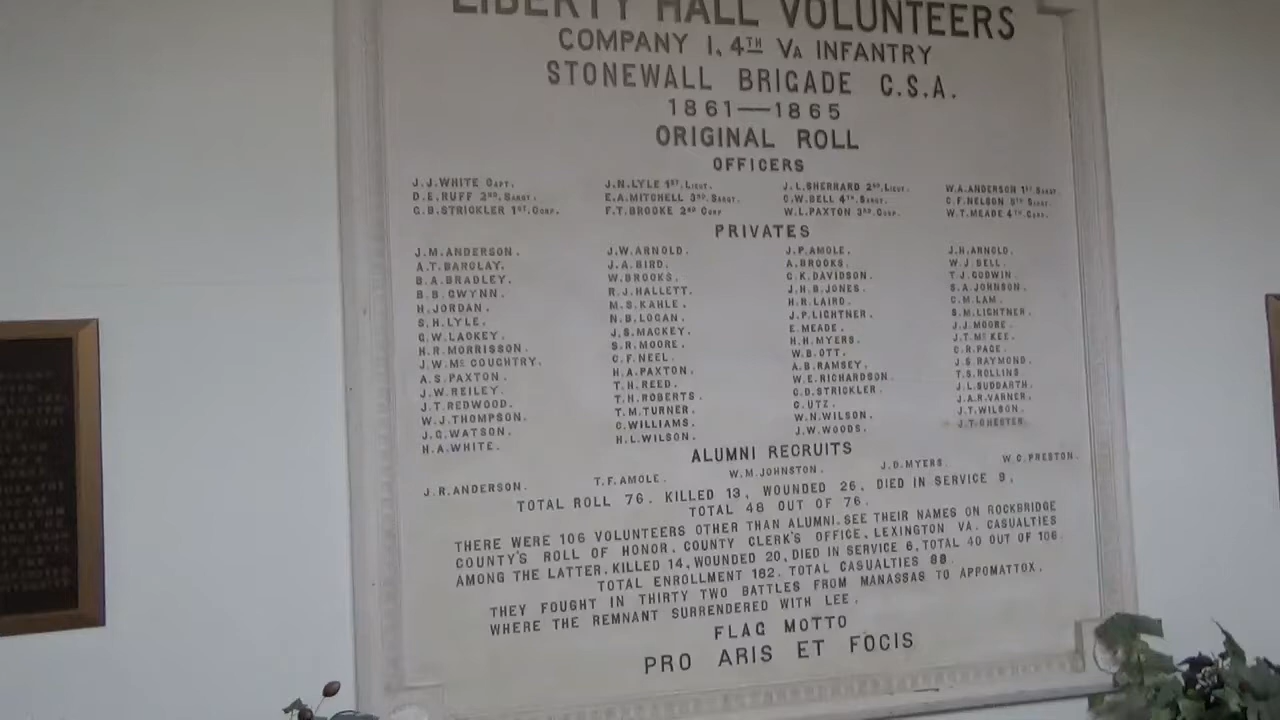 LIBERTY HALL VOLUNTEERS
COMPANY I, 4TH VA INFANTRY
STONEWALL BRIGADE C.S.A.
1861—1865
ORIGINAL ROLL
OFFICERS
J.J.WHITE CAPT. J.N.LYLE 1ST.LIEUT. J.L.SHERRARD 2ND.LIEUT. W.A.ANDERSON 1ST SARGT.
D.E.RUFF 2ND.SARGT. E.A.MITCHELL 3RD.SARGT. C.W.BELL 4TH.SARGT. C.F.NELSON 5TH SARGT.
G.B.STRICKLER 1ST.CORP. F.T.BROOKE 2ND CORP W.L.PAXTON 3RD.CORP. W.T.MEADE 4TH CORP.
PRIVATES
J.M.ANDERSON. J.W.ARNOLD. J.P.AMOLE. J.H.ARNOLD.
A.T.BARCLAY. J.A.BIRD. A.BROOKS. W.J.BELL.
B.A.BRADLEY. W.BROOKS. C.K.DAVIDSON. T.J.GODWIN.
B.B.GWYNN. R.J.HALLETT. J.H.B.JONES. S.A.JOHNSON.
H.JORDAN. M.S.KAHLE. H.R.LAIRD. C.M.LAM.
S.H.LYLE. N.B.LOGAN. J.P.LIGHTNER. S.M.LIGHTNER.
G.W.LACKEY. J.S.MACKEY. E.MEADE. J.J.MOORE.
H.R.MORRISSON. S.R.MOORE. H.H.MYERS. J.T.MCKEE.
J.W.MC COUGHTRY. C.F.NEEL. W.B.OTT. C.R.PAGE.
A.S.PAXTON. H.A.PAXTON. A.B.RAMSEY. J.S.RAYMOND.
J.W.REILEY. T.H.REED. W.E.RICHARDSON. T.S.ROLLINS.
J.T.REDWOOD. T.H.ROBERTS. G.D.STRICKLER. J.L.SUDDARTH.
W.J.THOMPSON. T.M.TURNER. C.UTZ. J.A.R.VARNER.
J.G.WATSON. C.WILLIAMS. W.N.WILSON. J.T.WILSON.
H.A.WHITE. H.L.WILSON. J.W.WOODS. J.T.CHESTER.
ALUMNI RECRUITS
J.R.ANDERSON. T.F.AMOLE. W.M.JOHNSTON. J.D.MYERS. W.C.PRESTON.
TOTAL ROLL 76. KILLED 13, WOUNDED 26, DIED IN SERVICE 9,
TOTAL 48 OUT OF 76.
THERE WERE 106 VOLUNTEERS OTHER THAN ALUMNI. SEE THEIR NAMES ON ROCKBRIDGE
COUNTY'S ROLL OF HONOR, COUNTY CLERK'S OFFICE, LEXINGTON VA. CASUALTIES
AMONG THE LATTER, KILLED 14, WOUNDED 20, DIED IN SERVICE 6, TOTAL 40 OUT OF 106.
TOTAL ENROLLMENT 182. TOTAL CASUALTIES 88.
THEY FOUGHT IN THIRTY TWO BATTLES FROM MANASSAS TO APPOMATTOX,
WHERE THE REMNANT SURRENDERED WITH LEE.
FLAG MOTTO
PRO ARIS ET FOCIS